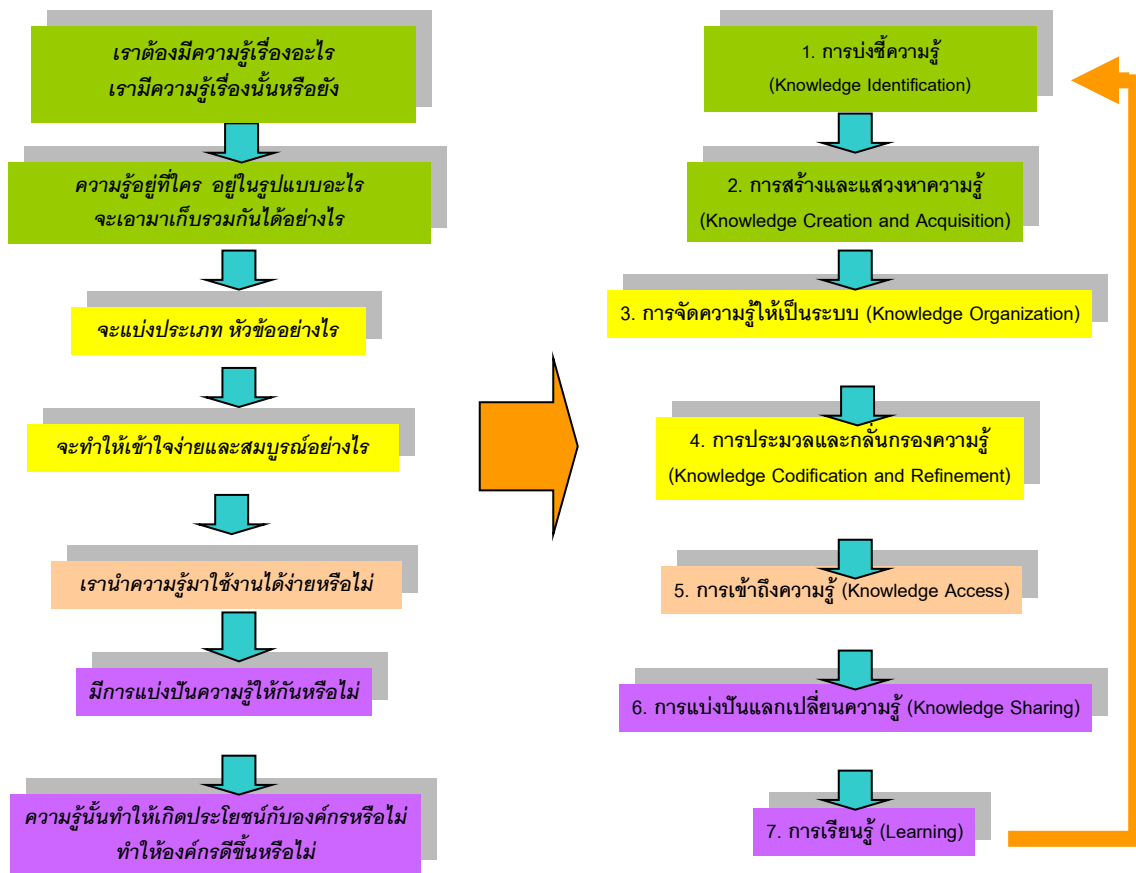 เราต้องมีความรู้เรื่องอะไร
เรามีความรู้เรื่องนั้นหรือยัง
ความรู้อยู่ที่ใคร อยู่ในรูปแบบอะไร
จะเอามาเก็บรวมกันได้อย่างไร
จะแบ่งประเภท หัวข้ออย่างไร
จะทำให้เข้าใจง่ายและสมบูรณ์อย่างไร
เรานำความรู้มาใช้งานได้ง่ายหรือไม่
มีการแบ่งปันความรู้ให้กันหรือไม่
ความรู้นั้นทำให้เกิดประโยชน์กับองค์กรหรือไม่
ทำให้องค์กรดีขึ้นหรือไม่
1. การบ่งชี้ความรู้
(Knowledge Identification)
2. การสร้างและแสวงหาความรู้
(Knowledge Creation and Acquisition)
3. การจัดความรู้ให้เป็นระบบ (Knowledge Organization)
4. การประมวลและกลั่นกรองความรู้
(Knowledge Codification and Refinement)
5. การเข้าถึงความรู้ (Knowledge Access)
6. การแบ่งปันแลกเปลี่ยนความรู้ (Knowledge Sharing)
7. การเรียนรู้ (Learning)